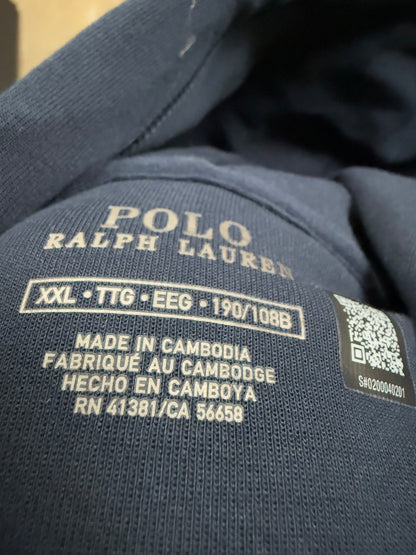 POLO
RALPH LAUREN
XXL • TTG • EEG • 190/108B
MADE IN CAMBODIA
FABRIQUÉ AU CAMBODGE
HECHO EN CAMBOYA
RN 41381/CA 56658
S#0200040201